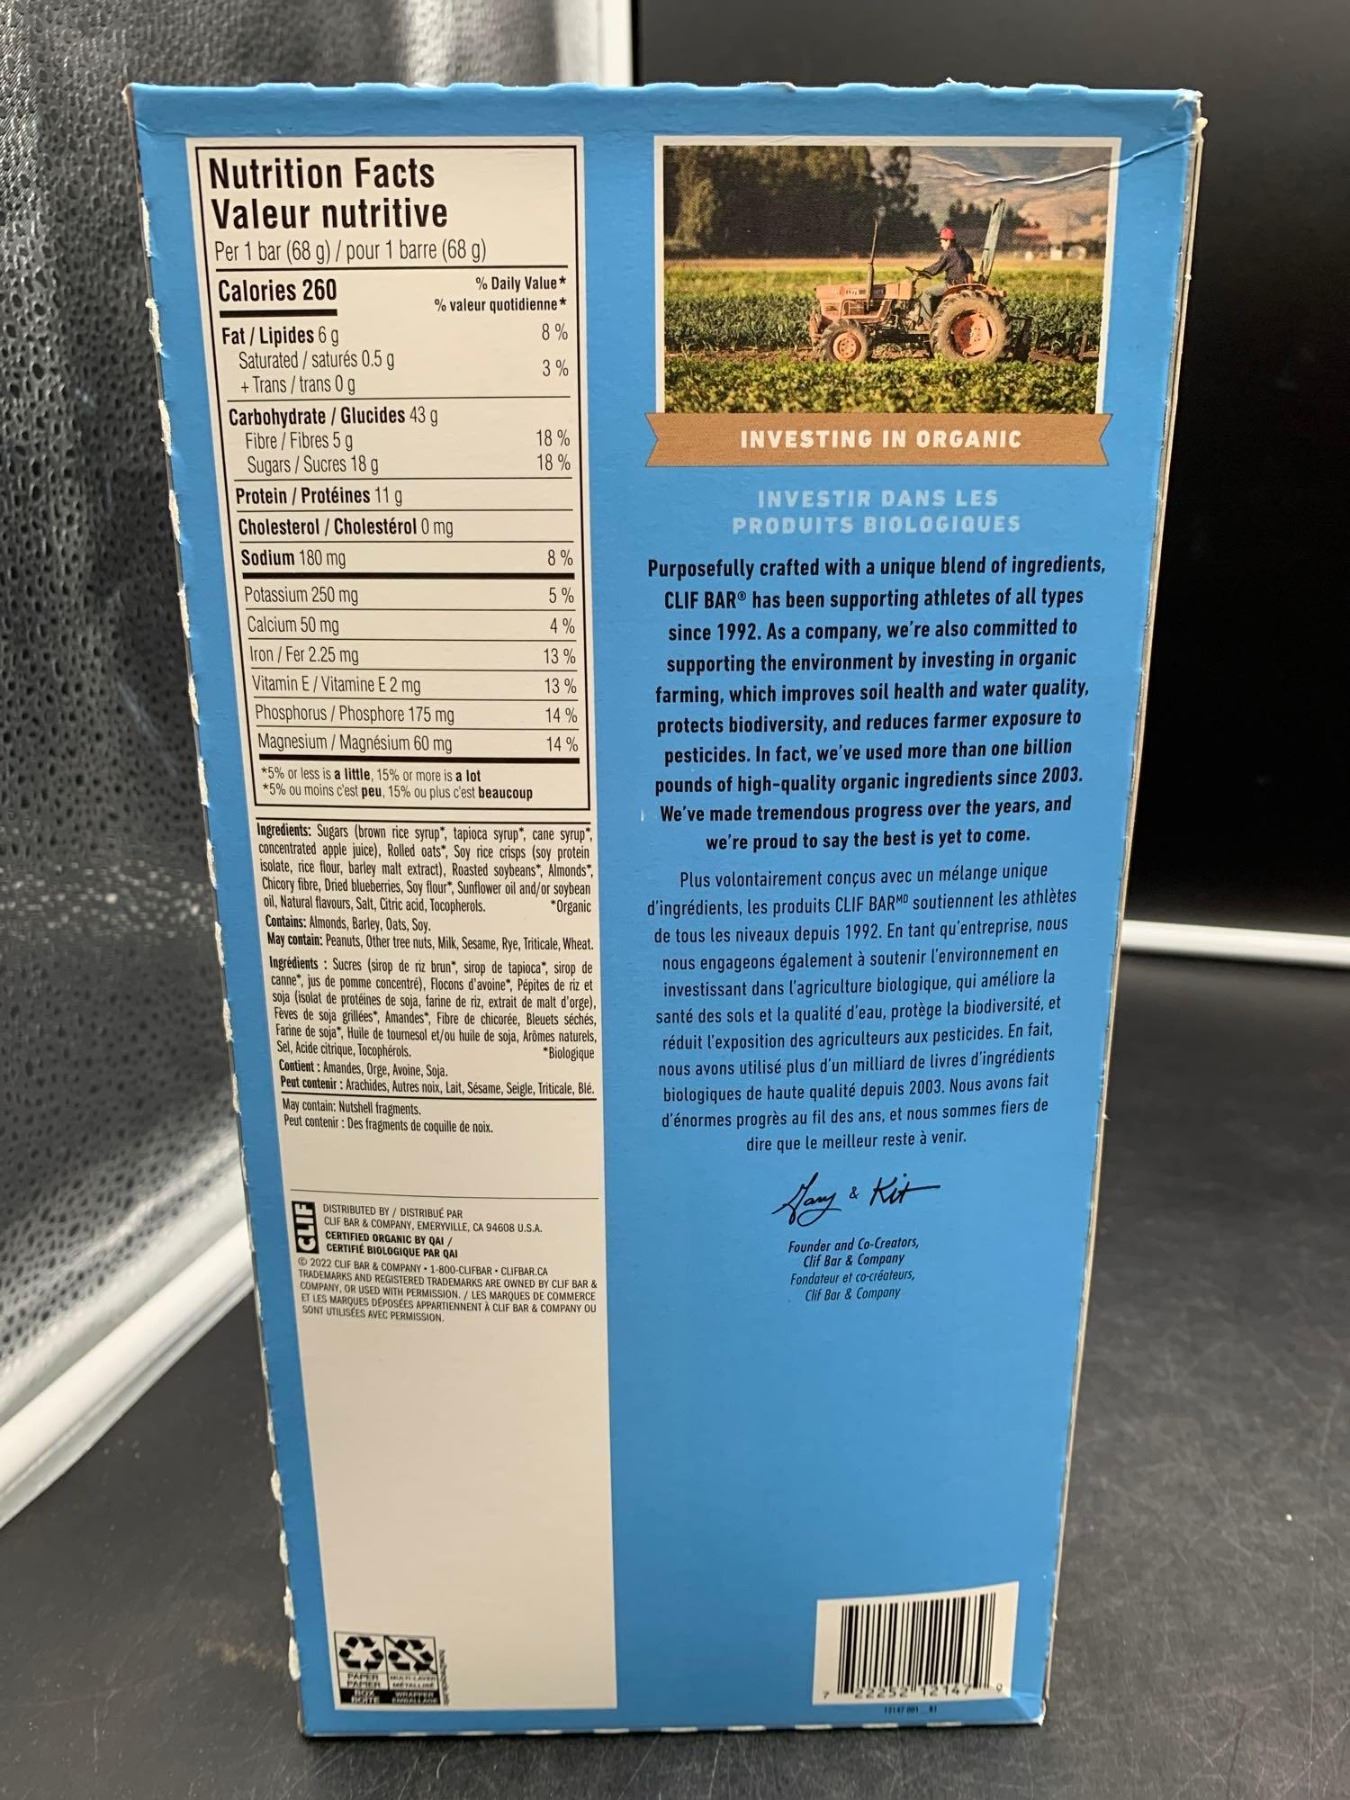 Nutrition Facts
Valeur nutritive
Per 1 bar (68 g) / pour 1 barre (68 g)
Calories 260
% Daily Value*
% valeur quotidienne*
Fat / Lipides 6 g 8 %
Saturated / saturés 0.5 g
+ Trans / trans 0 g 3 %
Carbohydrate / Glucides 43 g
Fibre / Fibres 5 g 18 %
Sugars / Sucres 18 g 18 %
Protein / Protéines 11 g
Cholesterol / Cholestérol 0 mg
Sodium 180 mg 8 %
Potassium 250 mg 5 %
Calcium 50 mg 4 %
Iron / Fer 2.25 mg 13 %
Vitamin E / Vitamine E 2 mg 13 %
Phosphorus / Phosphore 175 mg 14 %
Magnesium / Magnésium 60 mg 14 %
*5% or less is a little, 15% or more is a lot
*5% ou moins c'est peu, 15% ou plus c'est beaucoup
Ingredients: Sugars (brown rice syrup*, tapioca syrup*, cane syrup*,
concentrated apple juice), Rolled oats*, Soy rice crisps (soy protein
isolate, rice flour, barley malt extract), Roasted soybeans*, Almonds*,
Chicory fibre, Dried blueberries, Soy flour*, Sunflower oil and/or soybean
oil, Natural flavours, Salt, Citric acid, Tocopherols. *Organic
Contains: Almonds, Barley, Oats, Soy.
May contain: Peanuts, Other tree nuts, Milk, Sesame, Rye, Triticale, Wheat.
Ingrédients : Sucres (sirop de riz brun*, sirop de tapioca*, sirop de
canne*, jus de pomme concentré), Flocons d'avoine*, Pépites de riz et
soja (isolat de protéines de soja, farine de riz, extrait de malt d'orge),
Fèves de soja grillées*, Amandes*, Fibre de chicorée, Bleuets séchés,
Farine de soja*, Huile de tournesol et/ou huile de soja, Arômes naturels,
Sel, Acide citrique, Tocophérols. *Biologique
Contient : Amandes, Orge, Avoine, Soja.
Peut contenir : Arachides, Autres noix, Lait, Sésame, Seigle, Triticale, Blé.
May contain: Nutshell fragments.
Peut contenir : Des fragments de coquille de noix.
CLIF
DISTRIBUTED BY / DISTRIBUÉ PAR
CLIF BAR & COMPANY, EMERYVILLE, CA 94608 U.S.A.
CERTIFIED ORGANIC BY QAI /
CERTIFIÉ BIOLOGIQUE PAR QAI
© 2022 CLIF BAR & COMPANY • 1-800-CLIFBAR • CLIFBAR.CA
TRADEMARKS AND REGISTERED TRADEMARKS ARE OWNED BY CLIF BAR &
COMPANY, OR USED WITH PERMISSION. / LES MARQUES DE COMMERCE
ET LES MARQUES DÉPOSÉES APPARTIENNENT À CLIF BAR & COMPANY OU
SONT UTILISÉES AVEC PERMISSION.
PAPER
PAPIER
BOX
BOITE
MULTI-LAYER
MÉTALLISÉ
WRAPPER
EMBALLAGE
INVESTING IN ORGANIC
INVESTIR DANS LES
PRODUITS BIOLOGIQUES
Purposefully crafted with a unique blend of ingredients,
CLIF BAR® has been supporting athletes of all types
since 1992. As a company, we're also committed to
supporting the environment by investing in organic
farming, which improves soil health and water quality,
protects biodiversity, and reduces farmer exposure to
pesticides. In fact, we've used more than one billion
pounds of high-quality organic ingredients since 2003.
We've made tremendous progress over the years, and
we're proud to say the best is yet to come.
Plus volontairement conçus avec un mélange unique
d'ingrédients, les produits CLIF BARᴹᴰ soutiennent les athlètes
de tous les niveaux depuis 1992. En tant qu'entreprise, nous
nous engageons également à soutenir l'environnement en
investissant dans l'agriculture biologique, qui améliore la
santé des sols et la qualité d'eau, protège la biodiversité, et
réduit l'exposition des agriculteurs aux pesticides. En fait,
nous avons utilisé plus d'un milliard de livres d'ingrédients
biologiques de haute qualité depuis 2003. Nous avons fait
d'énormes progrès au fil des ans, et nous sommes fiers de
dire que le meilleur reste à venir.
Gary & Kit
Founder and Co-Creators,
Clif Bar & Company
Fondateur et co-créateurs,
Clif Bar & Company
7 22252 12147 0